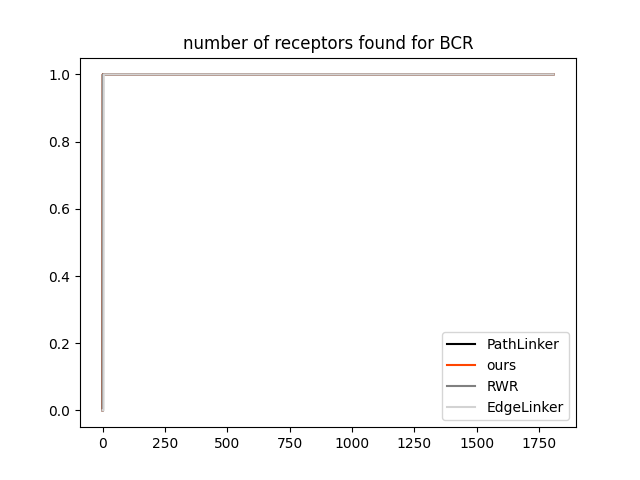 number of receptors found for BCR
1.0
0.8
0.6
0.4
0.2
0.0
PathLinker
ours
RWR
EdgeLinker
0 250 500 750 1000 1250 1500 1750